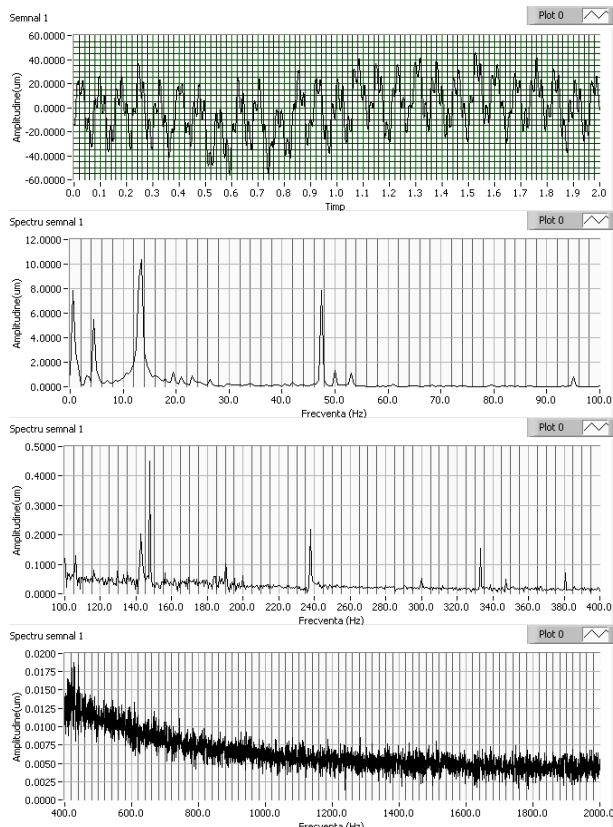 Semnal 1
Plot 0
60.0000
40.0000
20.0000
0.0000
-20.0000
-40.0000
-60.0000
Amplitudine(um)
0.0 0.1 0.2 0.3 0.4 0.5 0.6 0.7 0.8 0.9 1.0 1.1 1.2 1.3 1.4 1.5 1.6 1.7 1.8 1.9 2.0
Timp
Spectru semnal 1
Plot 0
12.0000
10.0000
8.0000
6.0000
4.0000
2.0000
0.0000
Amplitudine(um)
0.0 10.0 20.0 30.0 40.0 50.0 60.0 70.0 80.0 90.0 100.0
Frecventa (Hz)
Spectru semnal 1
Plot 0
0.5000
0.4000
0.3000
0.2000
0.1000
0.0000
Amplitudine(um)
100.0 120.0 140.0 160.0 180.0 200.0 220.0 240.0 260.0 280.0 300.0 320.0 340.0 360.0 380.0 400.0
Frecventa (Hz)
Spectru semnal 1
Plot 0
0.0200
0.0175
0.0150
0.0125
0.0100
0.0075
0.0050
0.0025
0.0000
Amplitudine(um)
400.0 600.0 800.0 1000.0 1200.0 1400.0 1600.0 1800.0 2000.0
Frecventa (Hz)